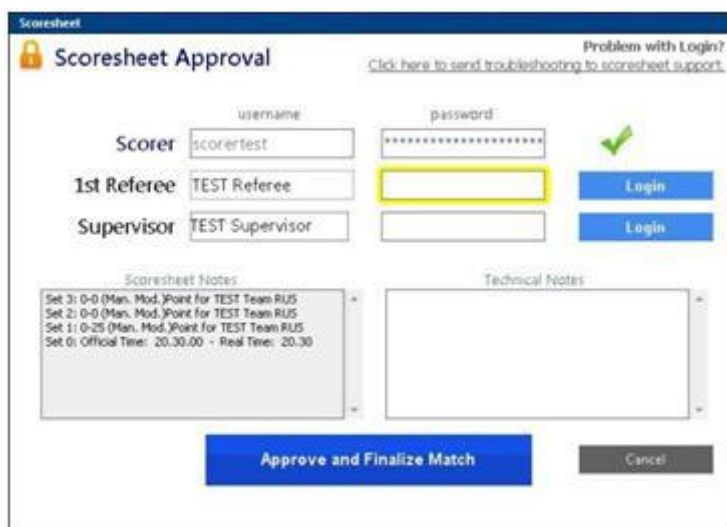 Scoresheet
Scoresheet Approval
Problem with Login?
Click here to send troubleshooting to scoresheet support.
username password
Scorer scorertest ********************
1st Referee TEST Referee Login
Supervisor TEST Supervisor Login
Scoresheet Notes Technical Notes
Set 3: 0-0 (Man. Mod.)Point for TEST Team RUS
Set 2: 0-0 (Man. Mod.)Point for TEST Team RUS
Set 1: 0-25 (Man. Mod.)Point for TEST Team RUS
Set 0: Official Time: 20.30.00 - Real Time: 20.30
Approve and Finalize Match Cancel